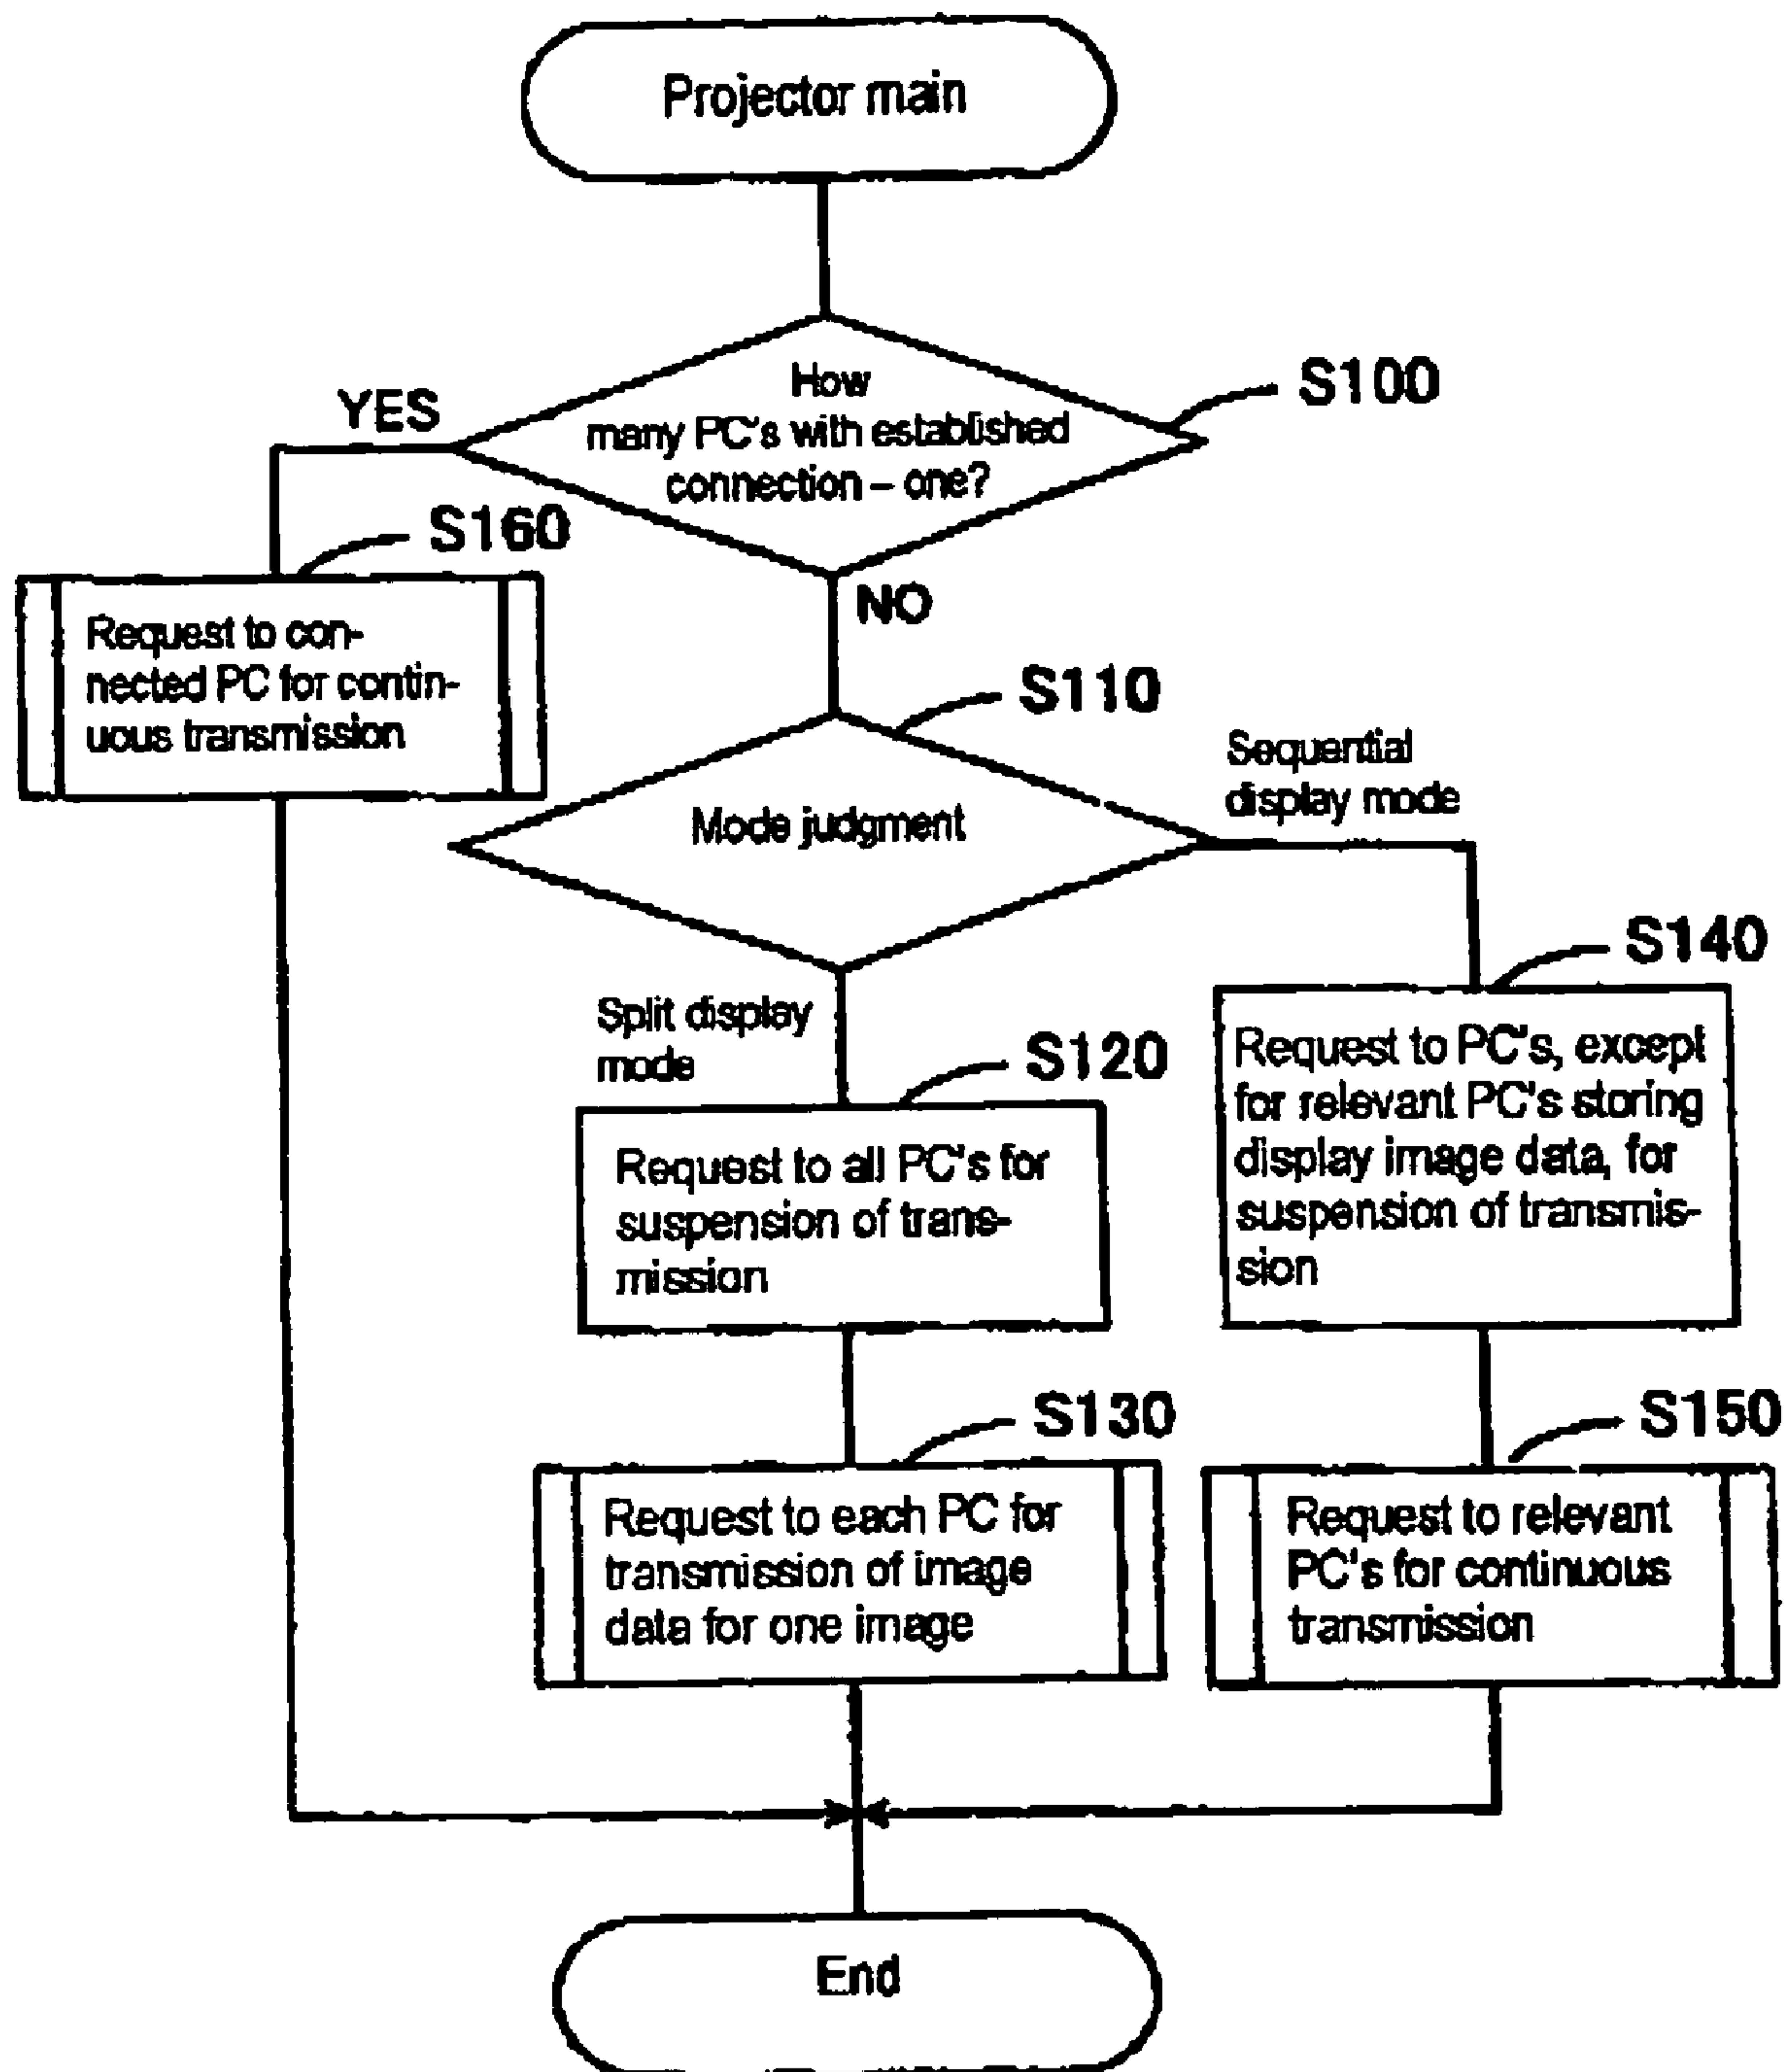 Projector main
How
many PC's with established
connection – one?
S100
YES
NO
S160
Request to con-
nected PC for contin-
uous transmission
S110
Mode judgment
Sequential
display mode
Split display
mode
S120
Request to all PC's for
suspension of trans-
mission
S140
Request to PC's, except
for relevant PC's storing
display image data, for
suspension of transmis-
sion
S130
Request to each PC for
transmission of image
data for one image
S150
Request to relevant
PC's for continuous
transmission
End